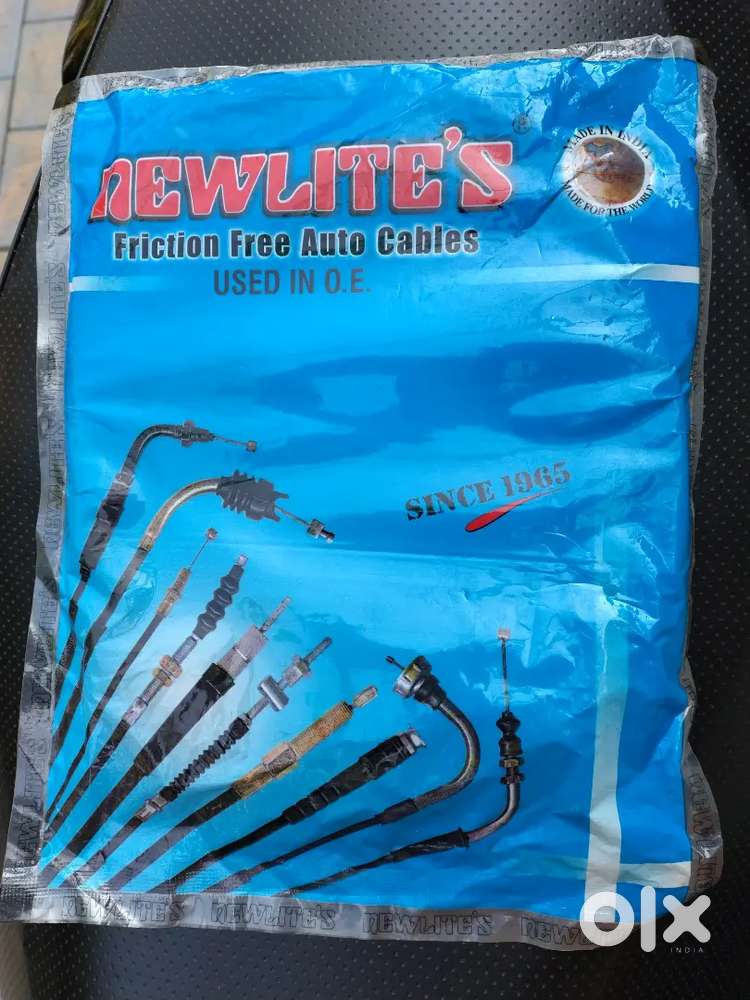 NEWLITE'S
®
Friction Free Auto Cables
USED IN O.E.
MADE IN INDIA
MADE FOR THE WORLD
SINCE 1965
NEWLITE'S NEWLITE'S NEWLITE'S NEWLITE'S
olx
INDIA